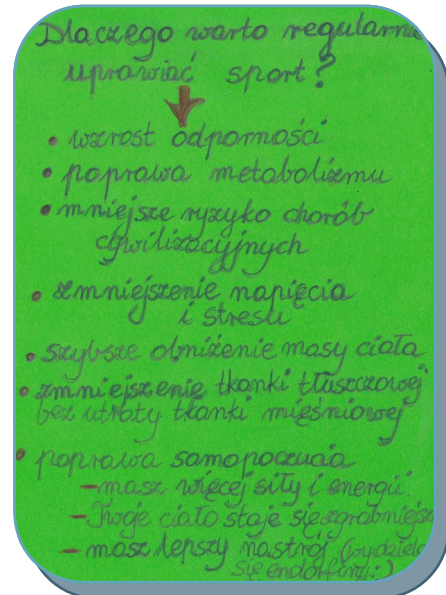 Dlaczego warto regularnie
uprawiać sport?
• wzrost odporności
• poprawa metabolizmu
• mniejsze ryzyko chorób
cywilizacyjnych
• zmniejszenie napięcia
i stresu
• szybsze obniżenie masy ciała
• zmniejszenie tkanki tłuszczowej
bez utraty tkanki mięśniowej
• poprawa samopoczucia
- masz więcej siły i energii
- Twoje ciało staje się zgrabniejsz
- masz lepszy nastrój (wydziela
się endorfiny :)